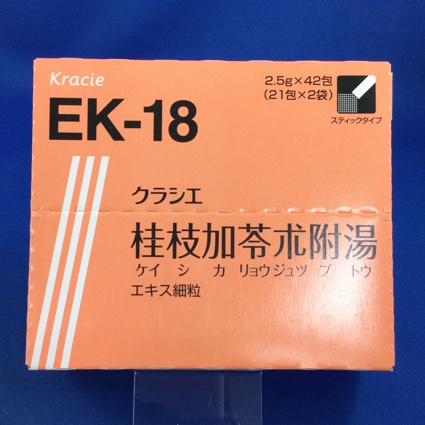 Kracie
2.5g×42包
(21包×2袋)
スティックタイプ
EK-18
クラシエ
桂枝加苓朮附湯
ケイ シ カ リョウジュツ ブ トウ
エキス細粒